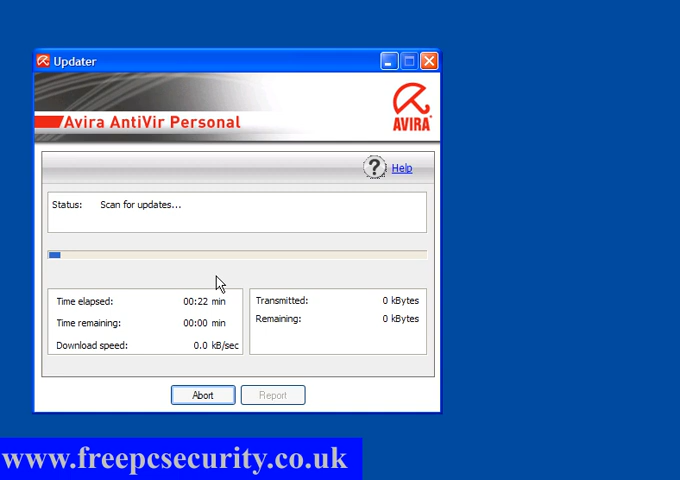 Updater
Avira AntiVir Personal
AVIRA
? Help
Status: Scan for updates...
Time elapsed: 00:22 min
Time remaining: 00:00 min
Download speed: 0.0 kB/sec
Transmitted: 0 kBytes
Remaining: 0 kBytes
Abort
Report
www.freepcsecurity.co.uk